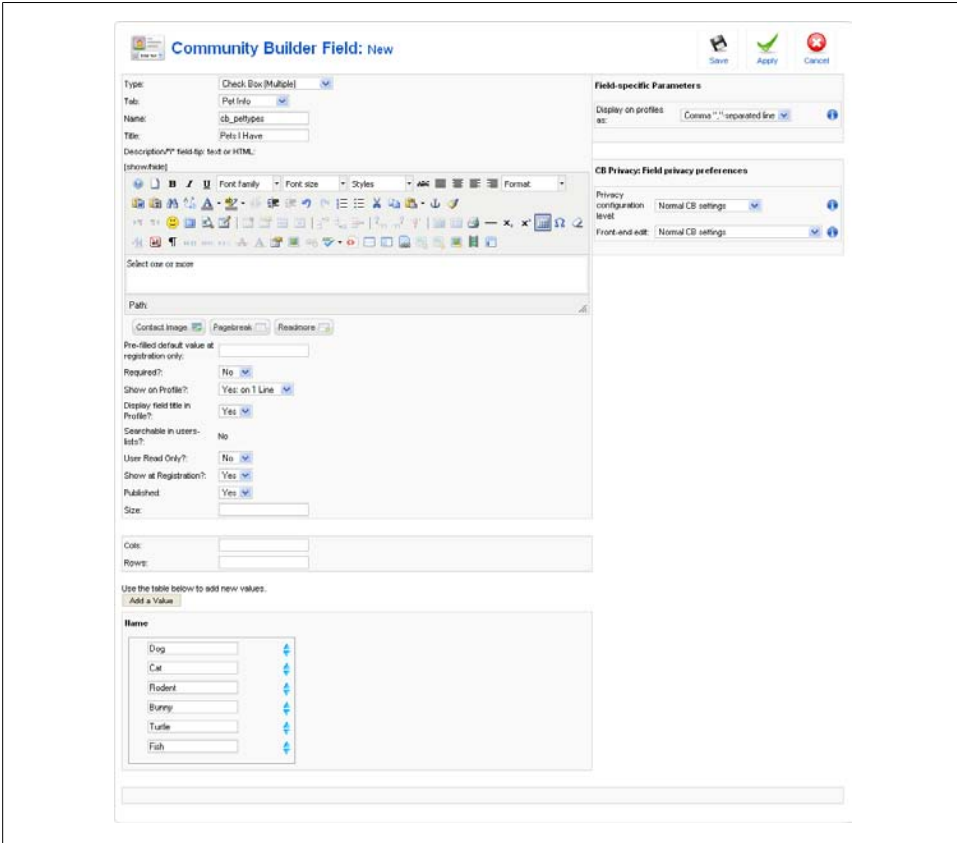 Community Builder Field: New
Save Apply Cancel
Type: Check Box (Multiple)
Tab: Pet Info
Name: cb_pettypes
Title: Pets I Have
Description/"i" field-tip: text or HTML:
[show/hide]
B I U Font family Font size Styles ABC Format
Select one or more
Path:
Contact Image Pagebreak Readmore
Pre-filled default value at registration only:
Required?: No
Show on Profile?: Yes: on 1 Line
Display field title in Profile?: Yes
Searchable in users-lists?: No
User Read Only?: No
Show at Registration?: Yes
Published: Yes
Size:
Cols:
Rows:
Use the table below to add new values.
Add a Value
Name
Dog
Cat
Rodent
Bunny
Turtle
Fish
Field-specific Parameters
Display on profiles as: Comma "," separated line
CB Privacy: Field privacy preferences
Privacy configuration level: Normal CB settings
Front-end edit: Normal CB settings